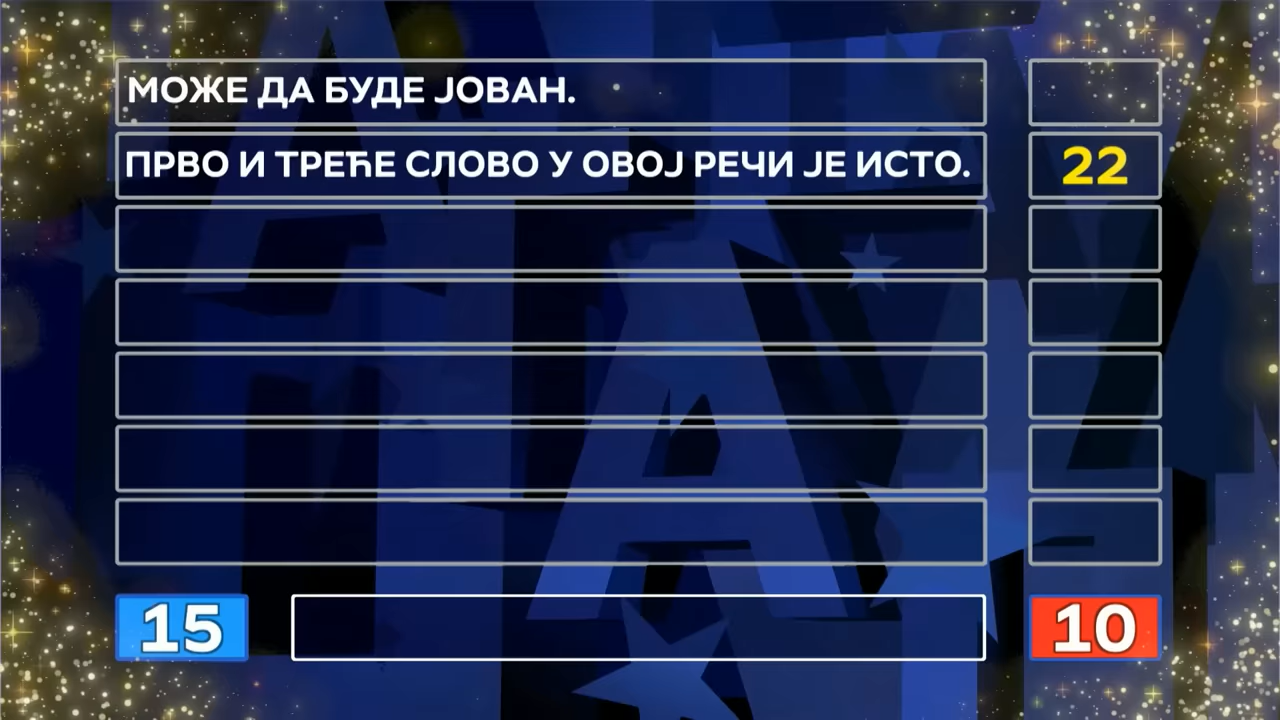 МОЖЕ ДА БУДЕ ЈОВАН.
ПРВО И ТРЕЋЕ СЛОВО У ОВОЈ РЕЧИ ЈЕ ИСТО.
22
15
10